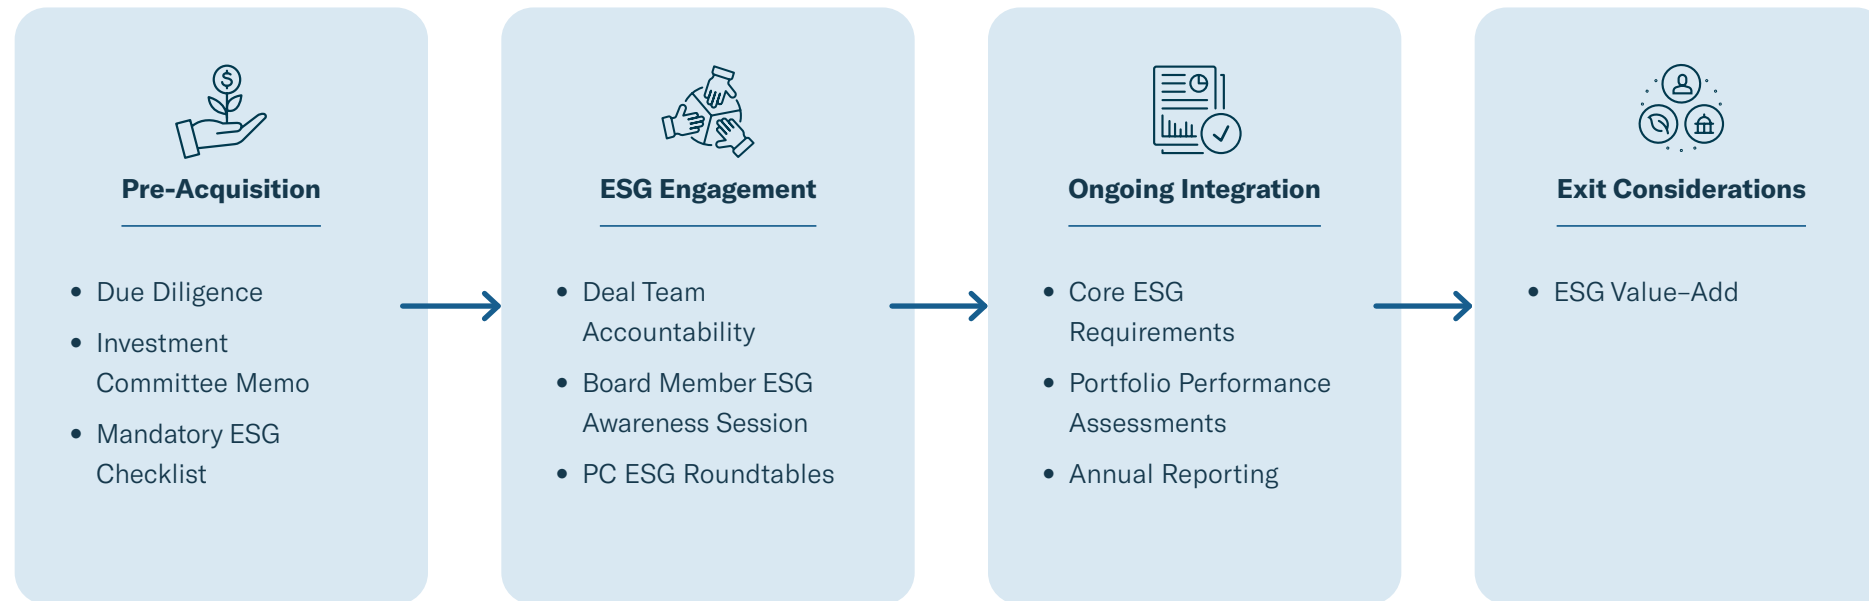 Pre-Acquisition
• Due Diligence
• Investment
Committee Memo
• Mandatory ESG
Checklist
ESG Engagement
• Deal Team
Accountability
• Board Member ESG
Awareness Session
• PC ESG Roundtables
Ongoing Integration
• Core ESG
Requirements
• Portfolio Performance
Assessments
• Annual Reporting
Exit Considerations
• ESG Value–Add